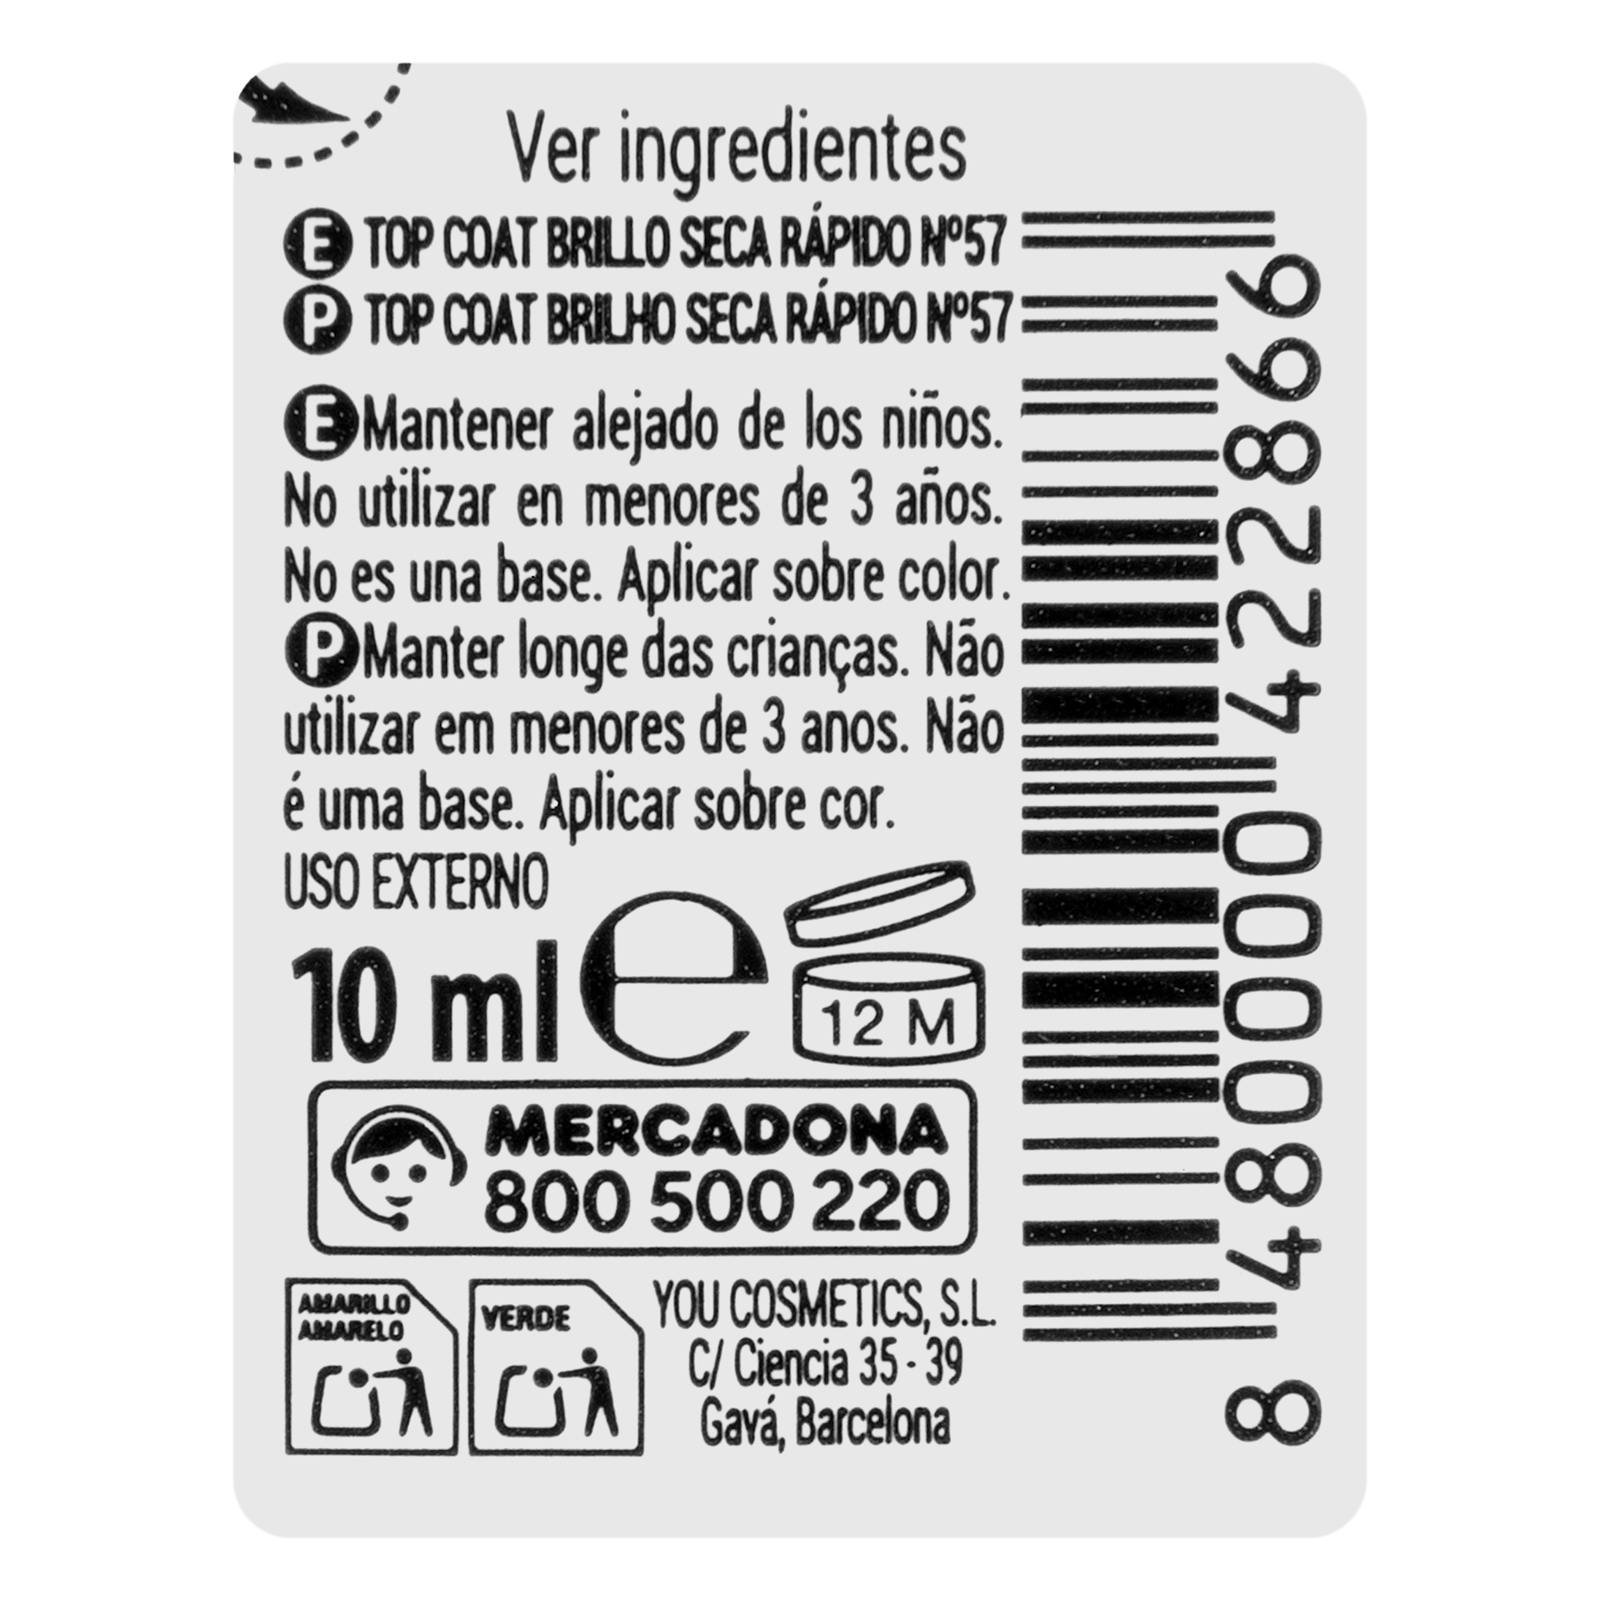 Ver ingredientes
E TOP COAT BRILLO SECA RÁPIDO Nº57
P TOP COAT BRILHO SECA RÁPIDO Nº57
E Mantener alejado de los niños.
No utilizar en menores de 3 años.
No es una base. Aplicar sobre color.
P Manter longe das crianças. Não
utilizar em menores de 3 anos. Não
é uma base. Aplicar sobre cor.
USO EXTERNO
10 ml e
12 M
MERCADONA
800 500 220
AMARILLO
AMARELO
VERDE
YOU COSMETICS, S.L.
C/ Ciencia 35 - 39
Gavá, Barcelona
8 480000 422866